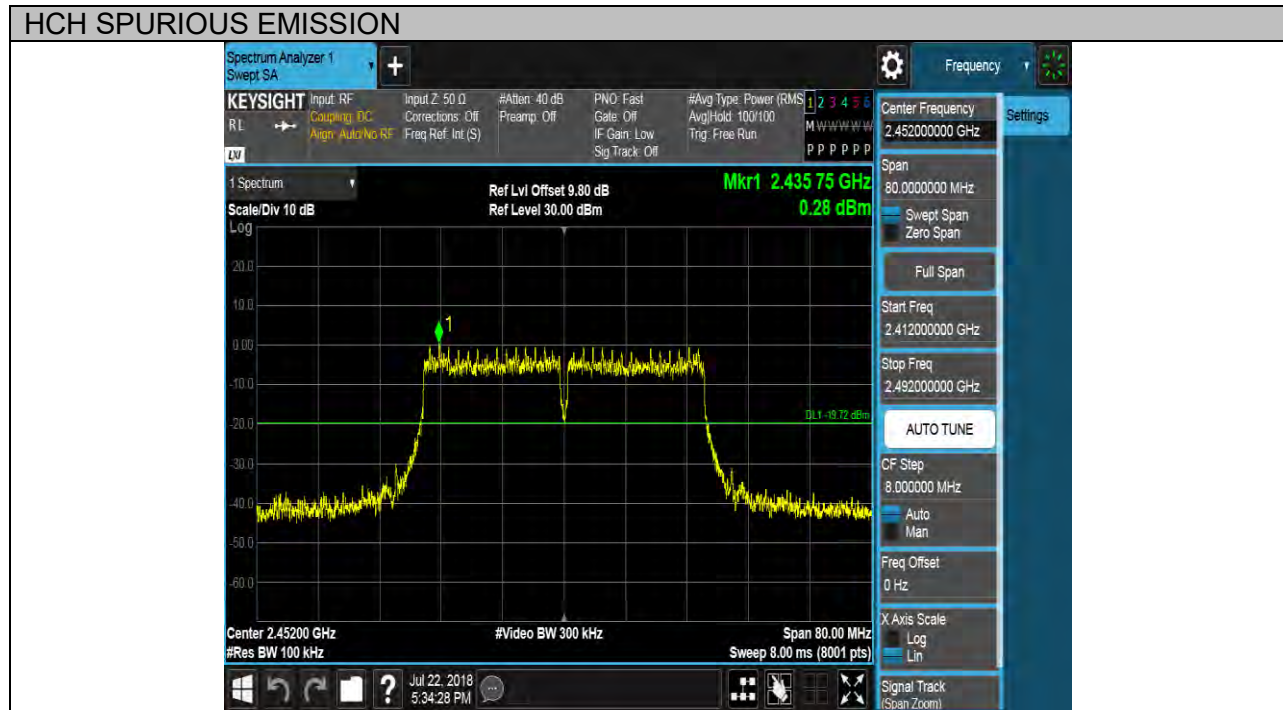 HCH SPURIOUS EMISSION
Spectrum Analyzer 1
Swept SA
Frequency
KEYSIGHT
RL
LXI
Input: RF
Coupling: DC
Align: Auto/No RF
Input Z: 50 Ω
Corrections: Off
Freq Ref: Int (S)
#Atten: 40 dB
Preamp: Off
PNO: Fast
Gate: Off
IF Gain: Low
Sig Track: Off
#Avg Type: Power (RMS
Avg|Hold: 100/100
Trig: Free Run
1 2 3 4 5 6
M W W W W W
P P P P P P
1 Spectrum
Scale/Div 10 dB
Log
Ref Lvl Offset 9.80 dB
Ref Level 30.00 dBm
Mkr1 2.435 75 GHz
0.28 dBm
20.0
10.0
0.00
-10.0
-20.0
-30.0
-40.0
-50.0
-60.0
1
DL1 -19.72 dBm
Center 2.45200 GHz
#Res BW 100 kHz
#Video BW 300 kHz
Span 80.00 MHz
Sweep 8.00 ms (8001 pts)
Jul 22, 2018
5:34:28 PM
Center Frequency
2.452000000 GHz
Settings
Span
80.0000000 MHz
Swept Span
Zero Span
Full Span
Start Freq
2.412000000 GHz
Stop Freq
2.492000000 GHz
AUTO TUNE
CF Step
8.000000 MHz
Auto
Man
Freq Offset
0 Hz
X Axis Scale
Log
Lin
Signal Track
(Span Zoom)